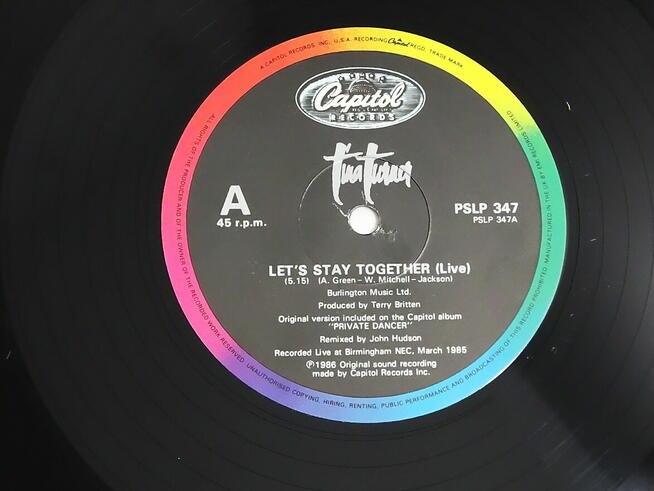 A CAPITOL RECORDS, INC., U.S.A. RECORDING Capitol REGD. TRADE MARK
Capitol
RECORDS
Tina Turner
A
45 r.p.m.
PSLP 347
PSLP 347A
LET'S STAY TOGETHER (Live)
(5.15) (A. Green – W. Mitchell – Jackson)
Burlington Music Ltd.
Produced by Terry Britten
Original version included on the Capitol album
"PRIVATE DANCER"
Remixed by John Hudson
Recorded Live at Birmingham NEC, March 1985
℗1986 Original sound recording
made by Capitol Records Inc.
ALL RIGHTS OF THE PRODUCER AND OF THE OWNER OF THE RECORDED WORK RESERVED. UNAUTHORISED COPYING, HIRING, RENTING, PUBLIC PERFORMANCE AND BROADCASTING OF THIS RECORD PROHIBITED. MANUFACTURED IN THE UK BY EMI RECORDS LIMITED